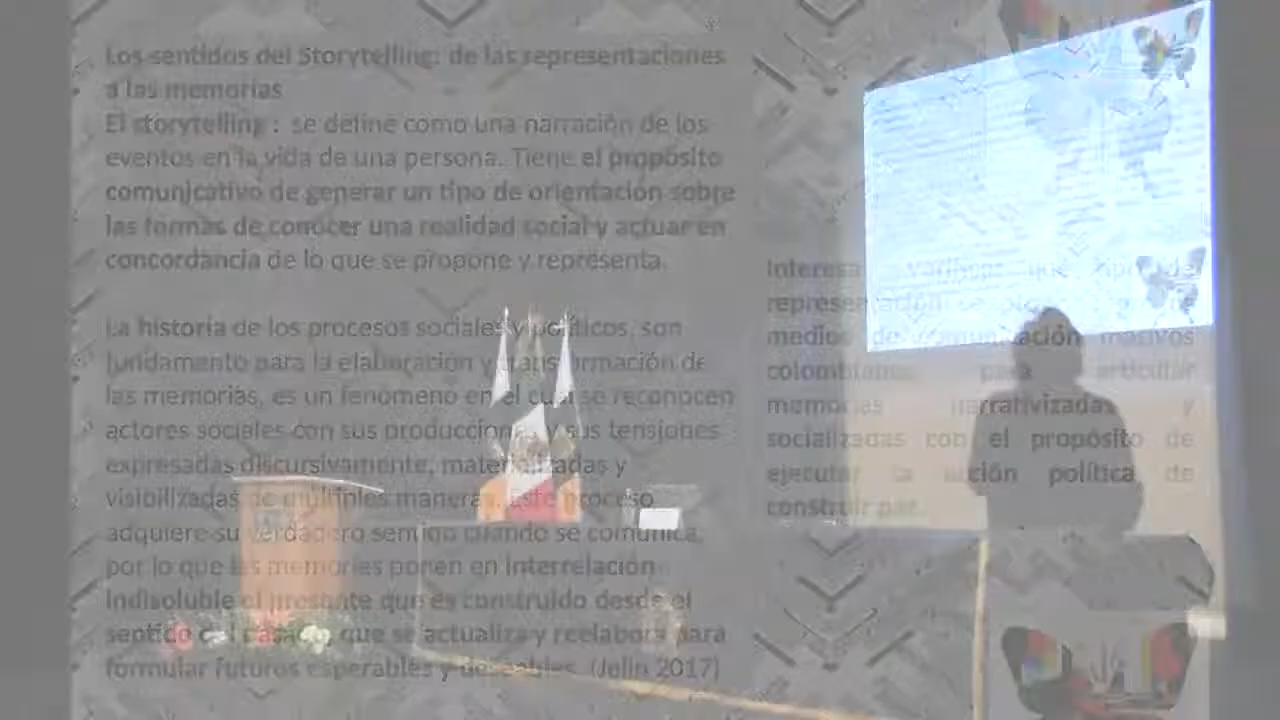 Los sentidos del Storytelling: de las representaciones
a las memorias
El storytelling : se define como una narración de los
eventos en la vida de una persona. Tiene el propósito
comunicativo de generar un tipo de orientación sobre
las formas de conocer una realidad social y actuar en
concordancia de lo que se propone y representa.
La historia de los procesos sociales y políticos, son
fundamento para la elaboración y transformación de
las memorias, es un fenómeno en el cual se reconocen
actores sociales con sus producciones y sus tensiones
expresadas discursivamente, materializadas y
visibilizadas de múltiples maneras. Este proceso
adquiere su verdadero sentido cuando se comunica,
por lo que las memorias ponen en interrelación
indisoluble el presente que es construido desde el
sentido del pasado, que se actualiza y reelabora para
formular futuros esperables y deseables. (Jelin 2017)
Interesa verificar que tipo de
representación se
medios de comunicación masivos
colombianos para articular
memorias narrativizadas y
socializadas con el propósito de
ejecutar la acción política de
construir paz.